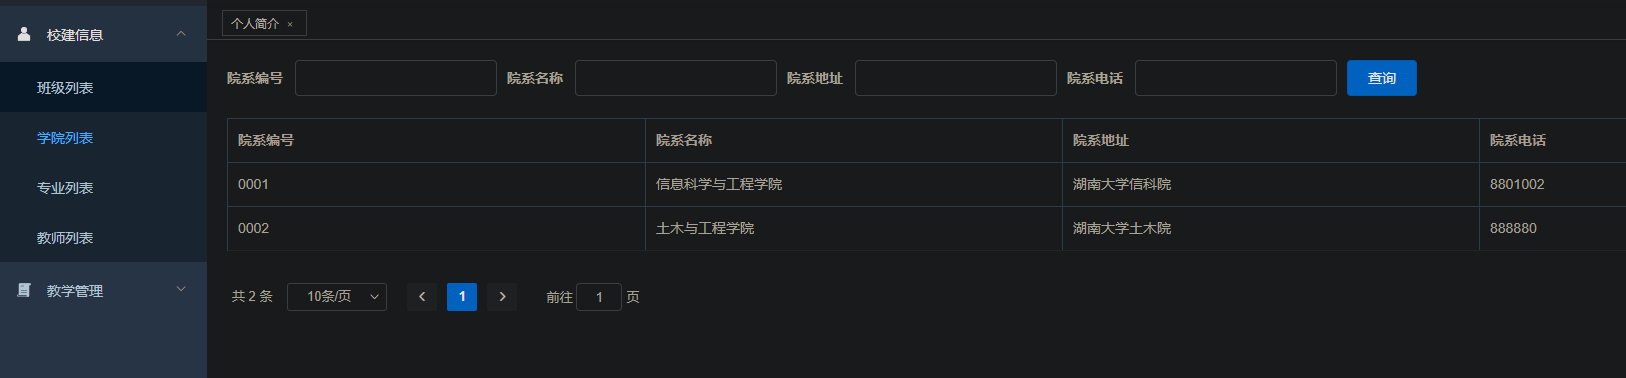 校建信息
班级列表
学院列表
专业列表
教师列表
教学管理
个人简介 ×
院系编号 院系名称 院系地址 院系电话 查询
院系编号 院系名称 院系地址 院系电话
0001 信息科学与工程学院 湖南大学信科院 8801002
0002 土木与工程学院 湖南大学土木院 888880
共 2 条 10条/页 1 前往 1 页